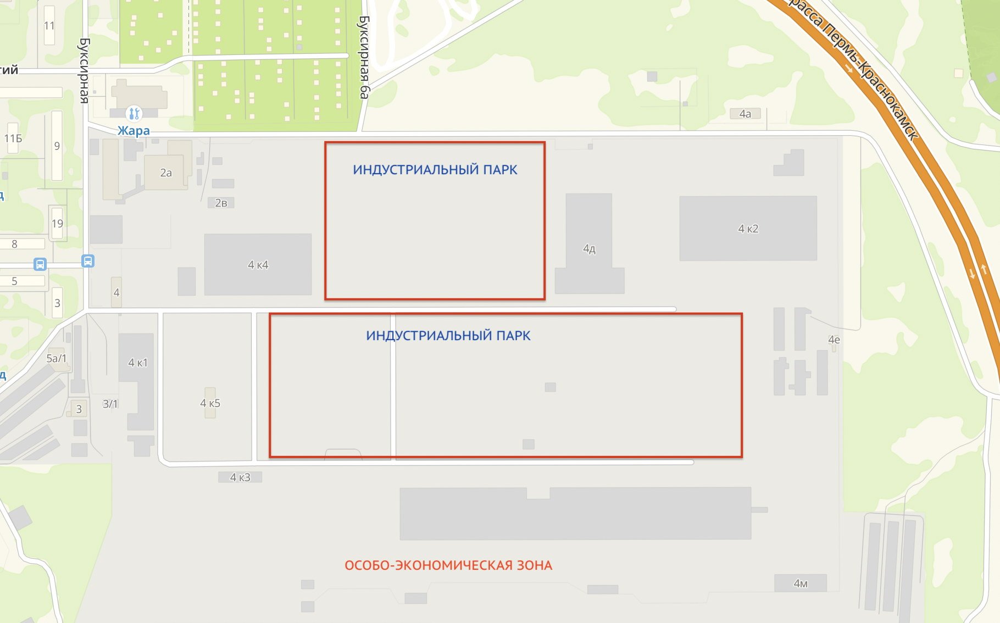 11
Буксирная
Буксирная 6а
расса Пермь-Краснокамск
тий
Жара
4а
11Б
9
2а
ИНДУСТРИАЛЬНЫЙ ПАРК
2в
19
4 к2
8
4д
4 к4
5
4
3
ИНДУСТРИАЛЬНЫЙ ПАРК
4е
5а/1
4 к1
д
д
3/1
4 к5
3
4 к3
ОСОБО-ЭКОНОМИЧЕСКАЯ ЗОНА
4м